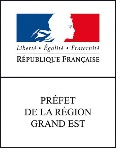 Liberté • Égalité • Fraternité
RÉPUBLIQUE FRANÇAISE
PRÉFET
DE LA RÉGION
GRAND EST